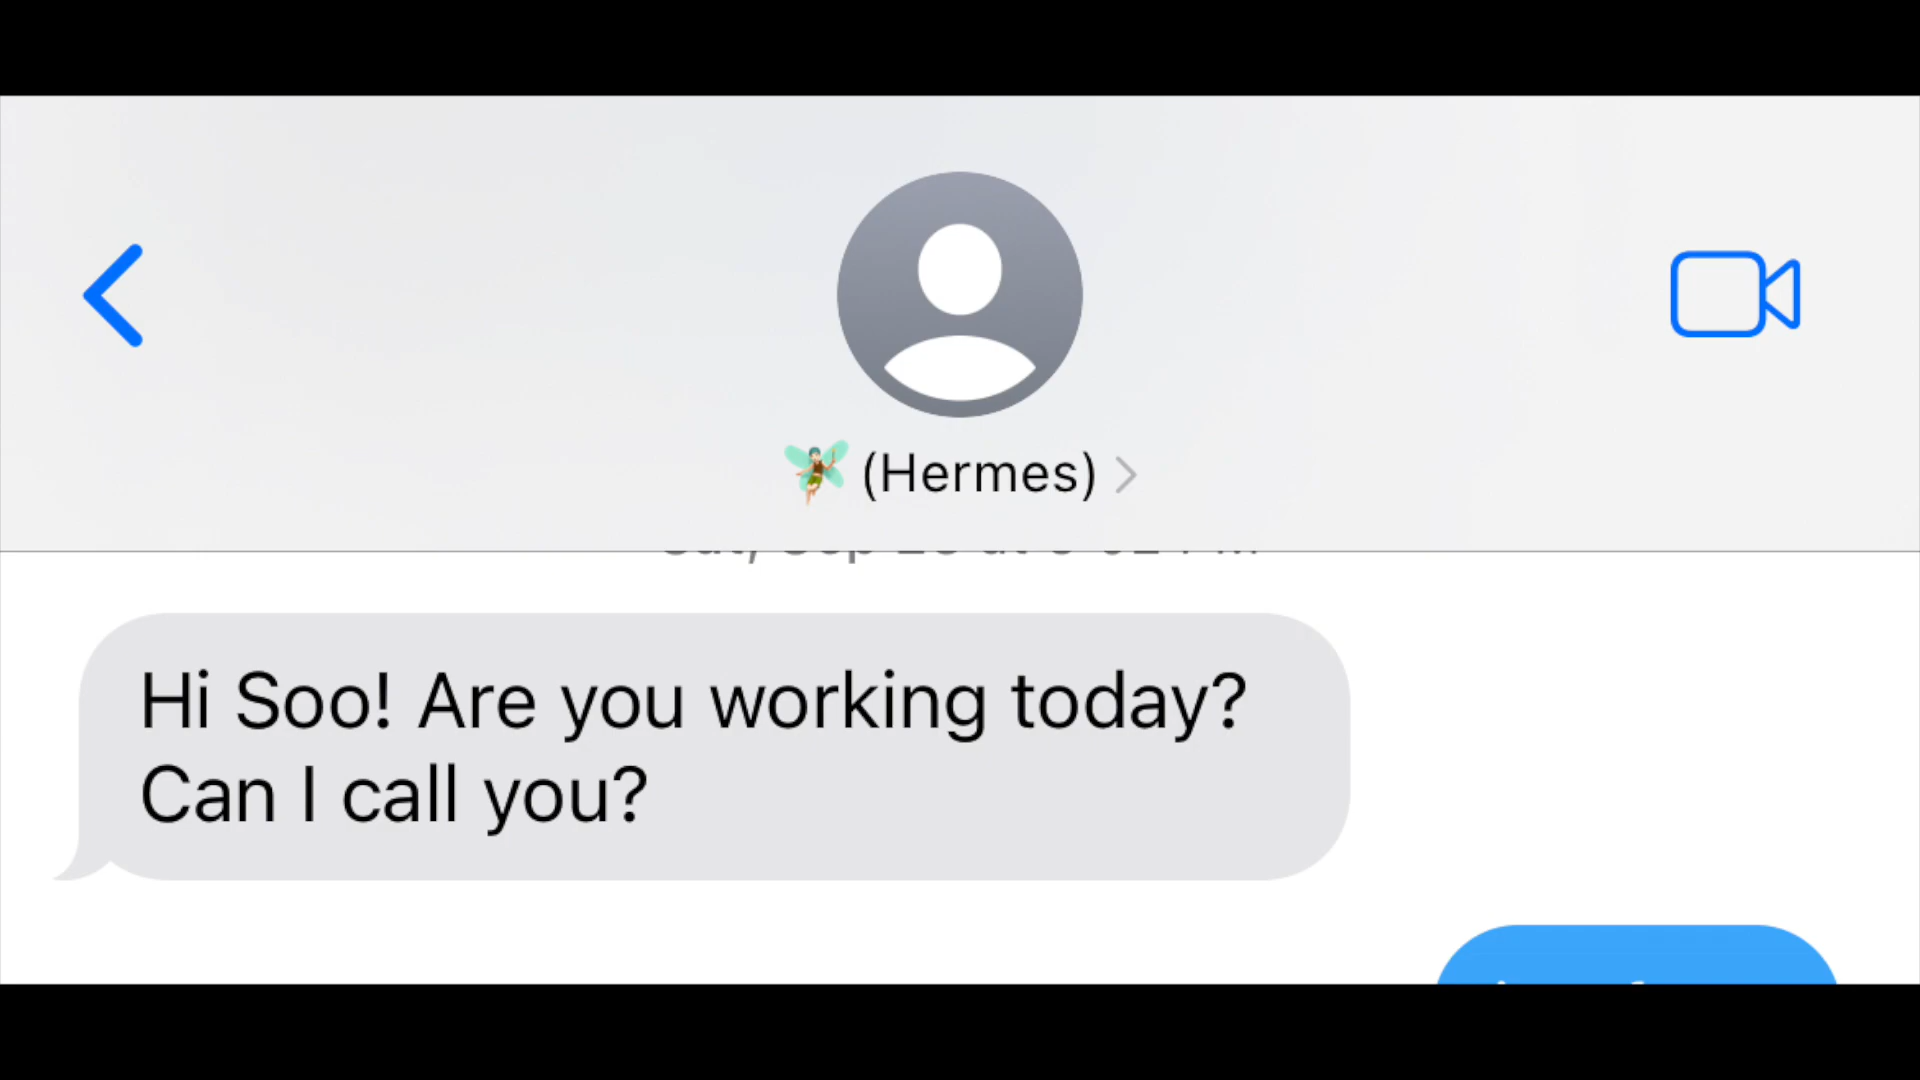 🧚🏻 (Hermes)
Hi Soo! Are you working today?
Can I call you?